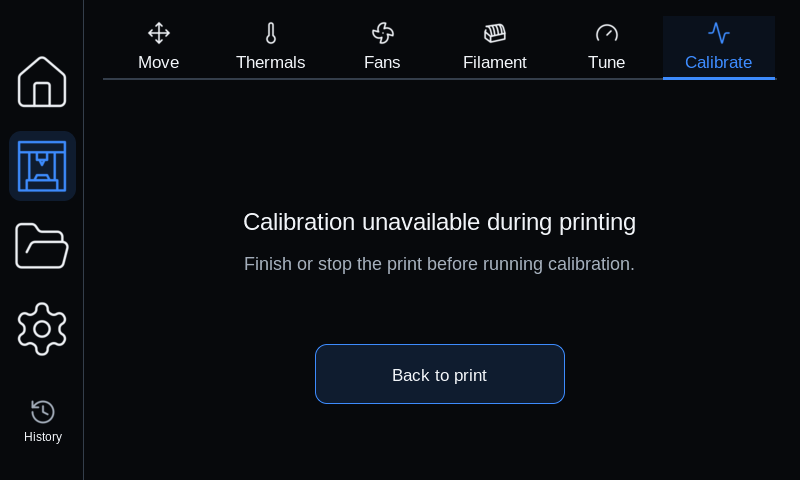 Move
Thermals
Fans
Filament
Tune
Calibrate
Calibration unavailable during printing
Finish or stop the print before running calibration.
Back to print
History